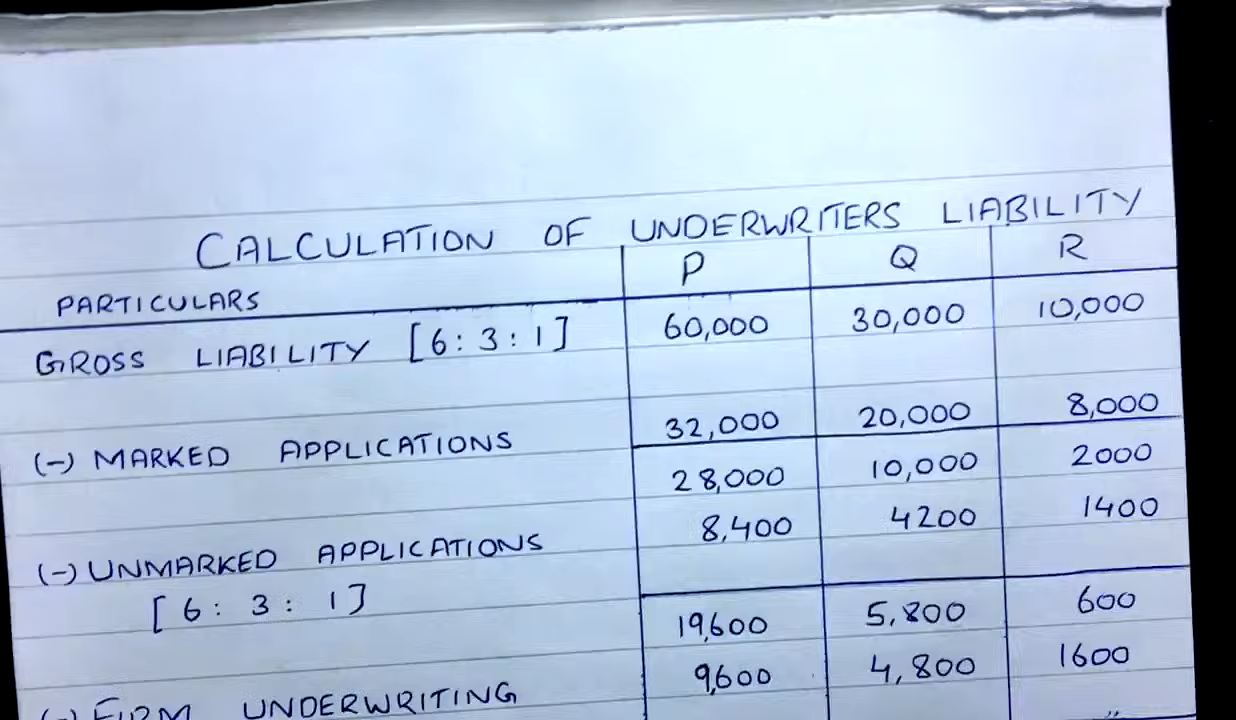 CALCULATION OF UNDERWRITERS LIABILITY
PARTICULARS P Q R
GROSS LIABILITY [6:3:1] 60,000 30,000 10,000
(-) MARKED APPLICATIONS 32,000 20,000 8,000
28,000 10,000 2000
(-) UNMARKED APPLICATIONS 8,400 4200 1400
[6:3:1]
19,600 5,800 600
(-) FIRM UNDERWRITING 9,600 4,800 1600